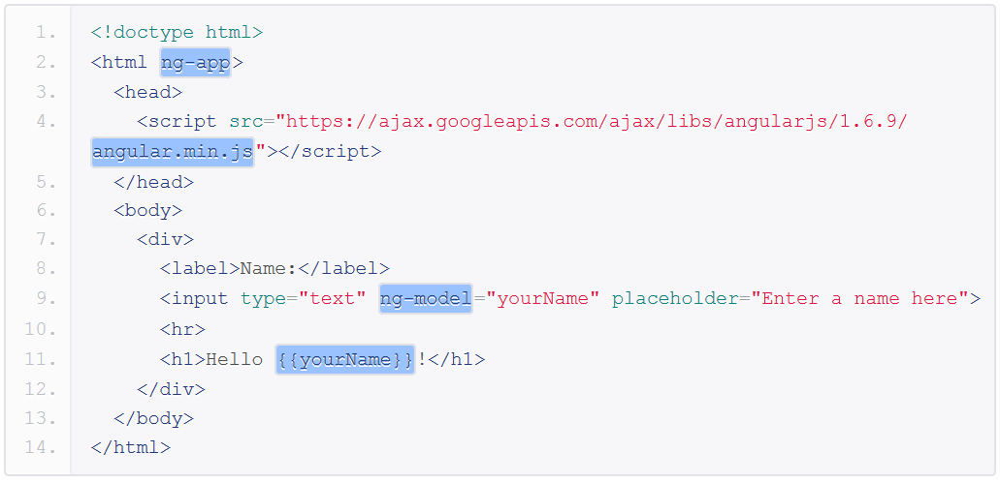 1. <!doctype html>
2. <html ng-app>
3. <head>
4. <script src="https://ajax.googleapis.com/ajax/libs/angularjs/1.6.9/
angular.min.js"></script>
5. </head>
6. <body>
7. <div>
8. <label>Name:</label>
9. <input type="text" ng-model="yourName" placeholder="Enter a name here">
10. <hr>
11. <h1>Hello {{yourName}}!</h1>
12. </div>
13. </body>
14. </html>